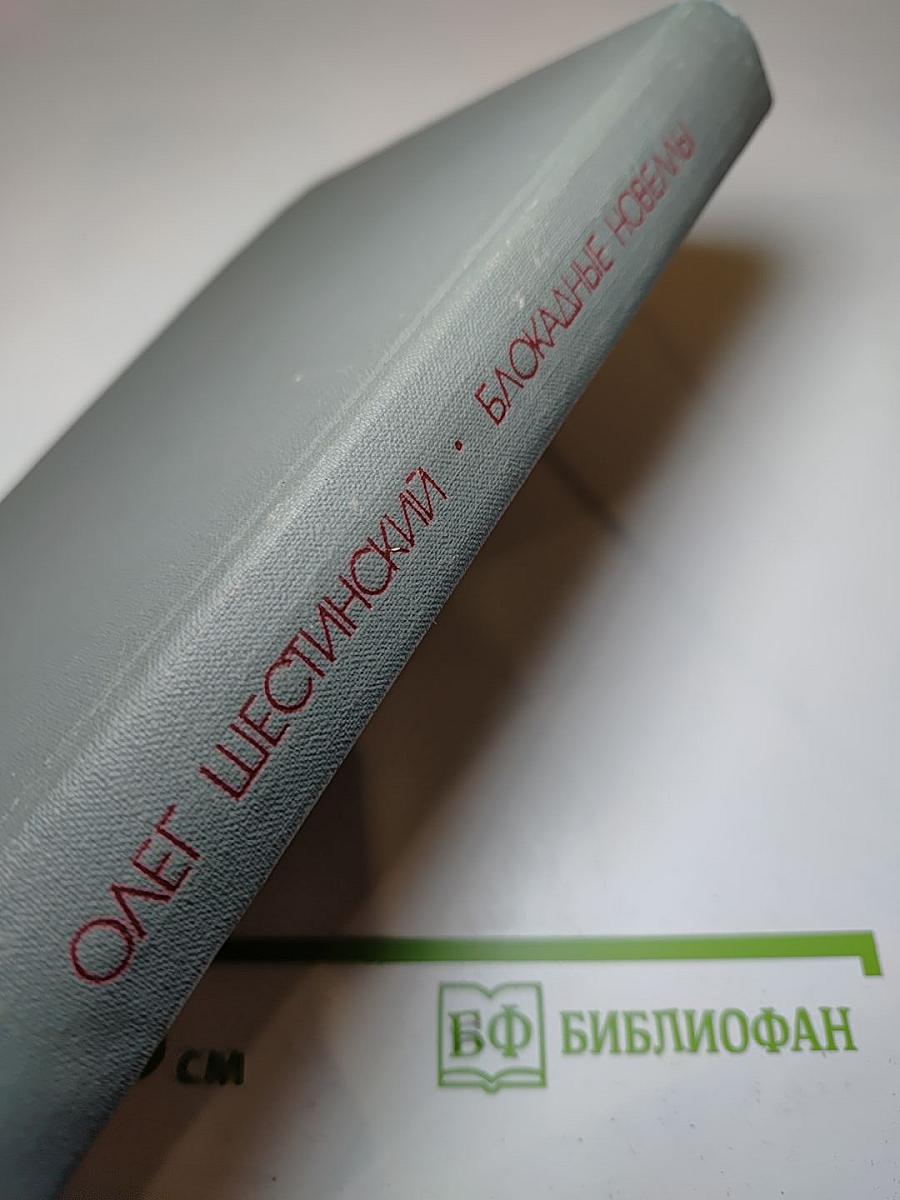 ОЛЕГ ШЕСТИНСКИЙ · БЛОКАДНЫЕ НОВЕЛЛЫ
см
БФ БИБЛИОФАН